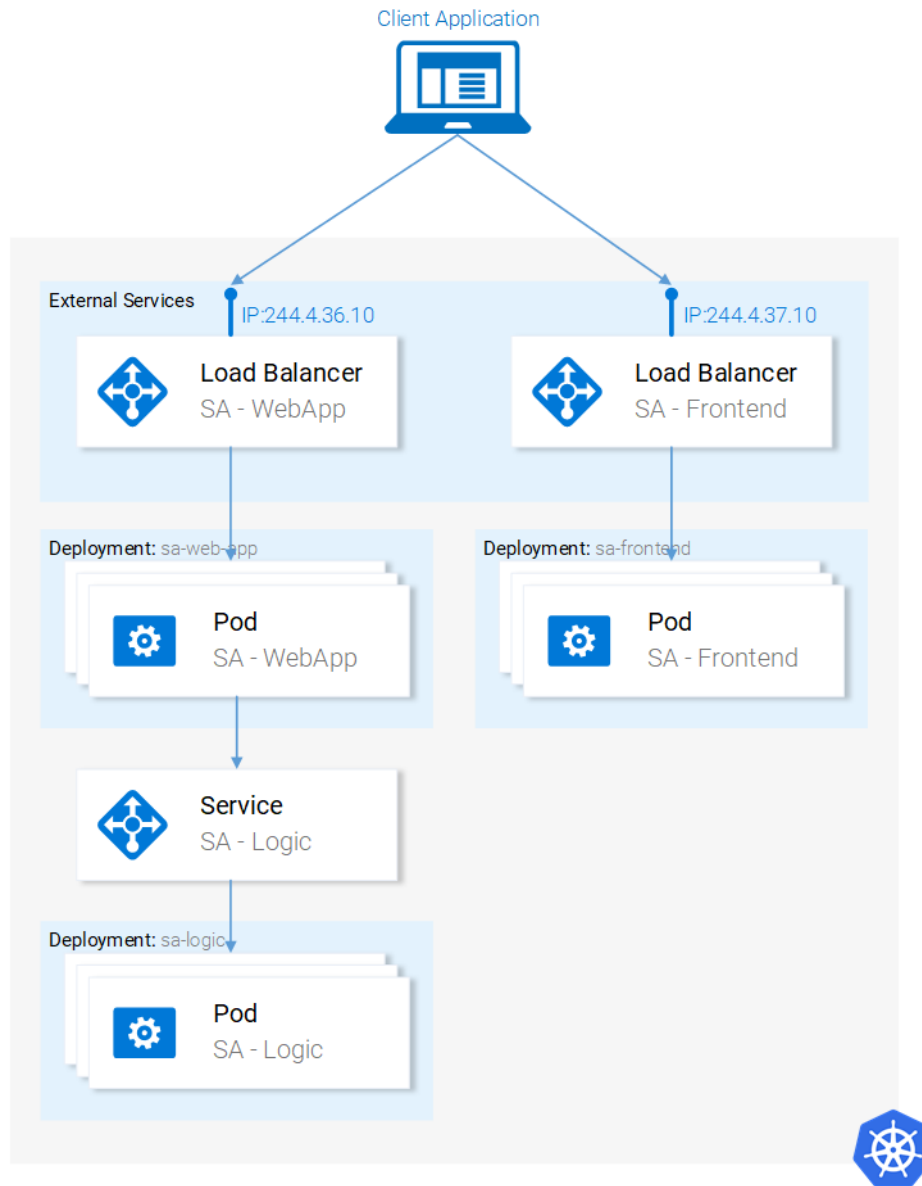 Client Application
External Services
IP:244.4.36.10
IP:244.4.37.10
Load Balancer
SA - WebApp
Load Balancer
SA - Frontend
Deployment: sa-web-app
Deployment: sa-frontend
Pod
SA - WebApp
Pod
SA - Frontend
Service
SA - Logic
Deployment: sa-logic
Pod
SA - Logic